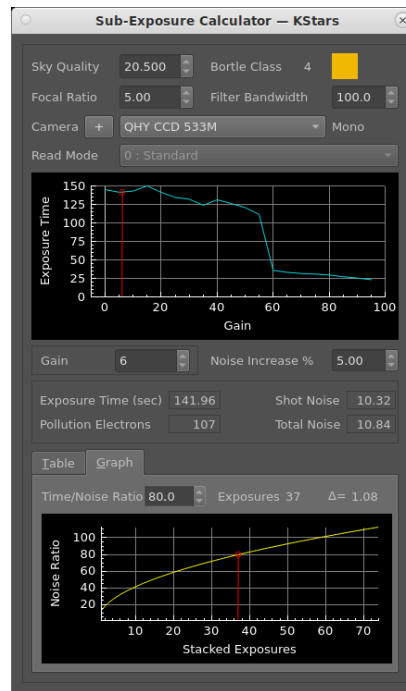 Sub-Exposure Calculator — KStars
Sky Quality 20.500 Bortle Class 4
Focal Ratio 5.00 Filter Bandwidth 100.0
Camera + QHY CCD 533M Mono
Read Mode 0 : Standard
Exposure Time
150
125
100
75
50
25
0
0 20 40 60 80 100
Gain
Gain 6 Noise Increase % 5.00
Exposure Time (sec) 141.96 Shot Noise 10.32
Pollution Electrons 107 Total Noise 10.84
Table Graph
Time/Noise Ratio 80.0 Exposures 37 Δ= 1.08
Noise Ratio
100
80
60
40
20
10 20 30 40 50 60 70
Stacked Exposures